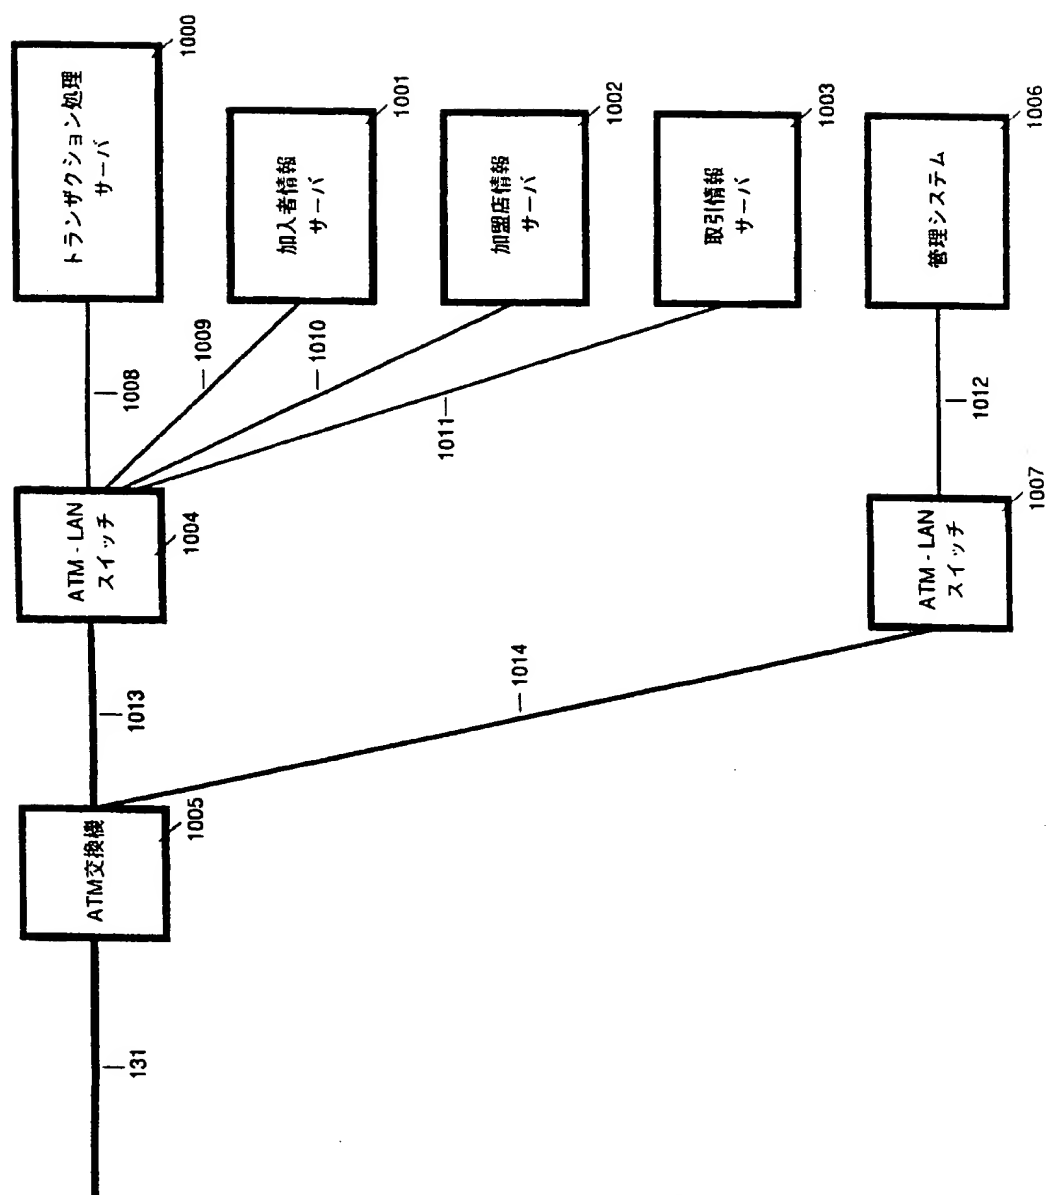 トランザクション処理
サーバ
1000
加入者情報
サーバ
1001
加盟店情報
サーバ
1002
取引情報
サーバ
1003
管理システム
1006
1008
1009
1010
1011
1012
ATM-LAN
スイッチ
1004
ATM-LAN
スイッチ
1007
1013
1014
ATM交換機
1005
131